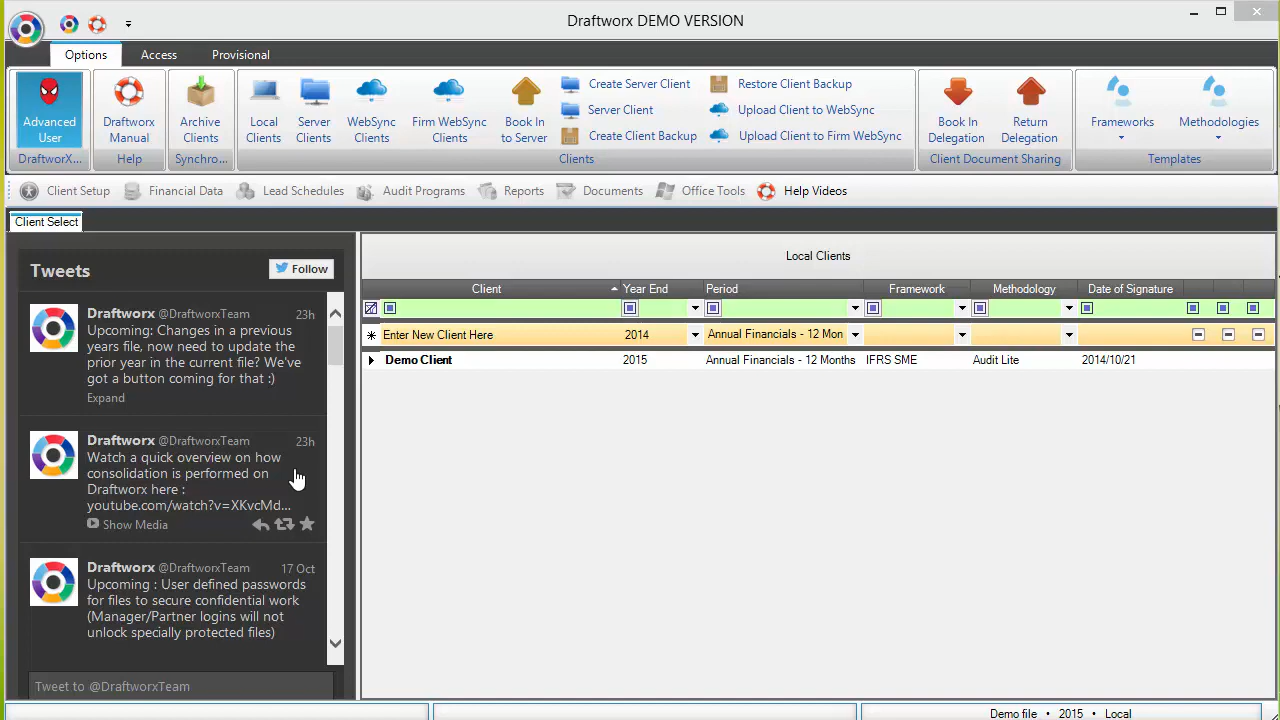 Draftworx DEMO VERSION
Options Access Provisional
Advanced User
DraftworX...
Draftworx Manual
Help
Archive Clients
Synchro...
Local Clients
Server Clients
WebSync Clients
Firm WebSync Clients
Book In to Server
Create Server Client
Server Client
Create Client Backup
Restore Client Backup
Upload Client to WebSync
Upload Client to Firm WebSync
Clients
Book In Delegation
Return Delegation
Client Document Sharing
Frameworks
Methodologies
Templates
Client Setup Financial Data Lead Schedules Audit Programs Reports Documents Office Tools Help Videos
Client Select
Tweets
Follow
Draftworx @DraftworxTeam 23h
Upcoming: Changes in a previous
years file, now need to update the
prior year in the current file? We've
got a button coming for that :)
Expand
Draftworx @DraftworxTeam 23h
Watch a quick overview on how
consolidation is performed on
Draftworx here :
youtube.com/watch?v=XKvcMd...
Show Media
Draftworx @DraftworxTeam 17 Oct
Upcoming : User defined passwords
for files to secure confidential work
(Manager/Partner logins will not
unlock specially protected files)
Tweet to @DraftworxTeam
Local Clients
Client Year End Period Framework Methodology Date of Signature
Enter New Client Here 2014 Annual Financials - 12 Mon
Demo Client 2015 Annual Financials - 12 Months IFRS SME Audit Lite 2014/10/21
Demo file • 2015 • Local